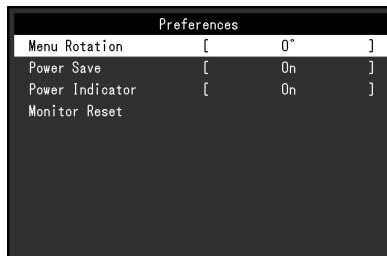 Preferences
Menu Rotation [ 0° ]
Power Save [ On ]
Power Indicator [ On ]
Monitor Reset